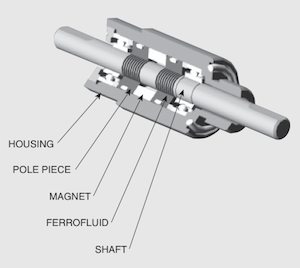 HOUSING
POLE PIECE
MAGNET
FERROFLUID
SHAFT